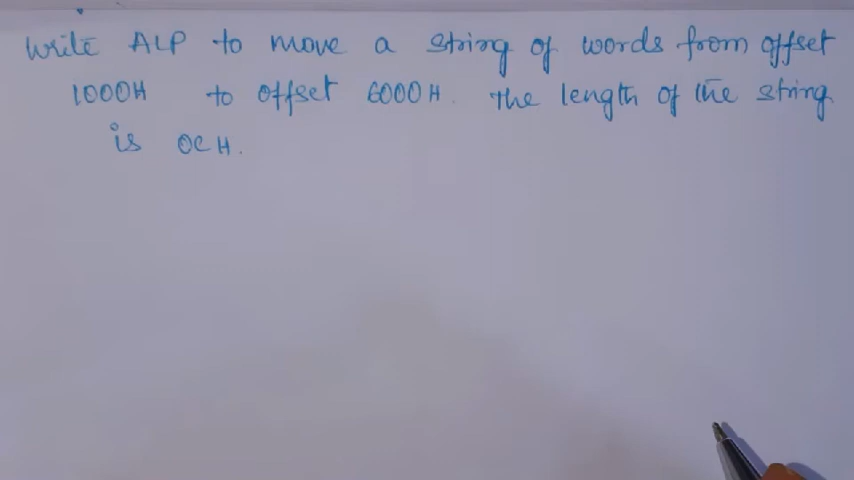 Write ALP to move a string of words from offset
1000H to offset 6000H. The length of the string
is 0CH.